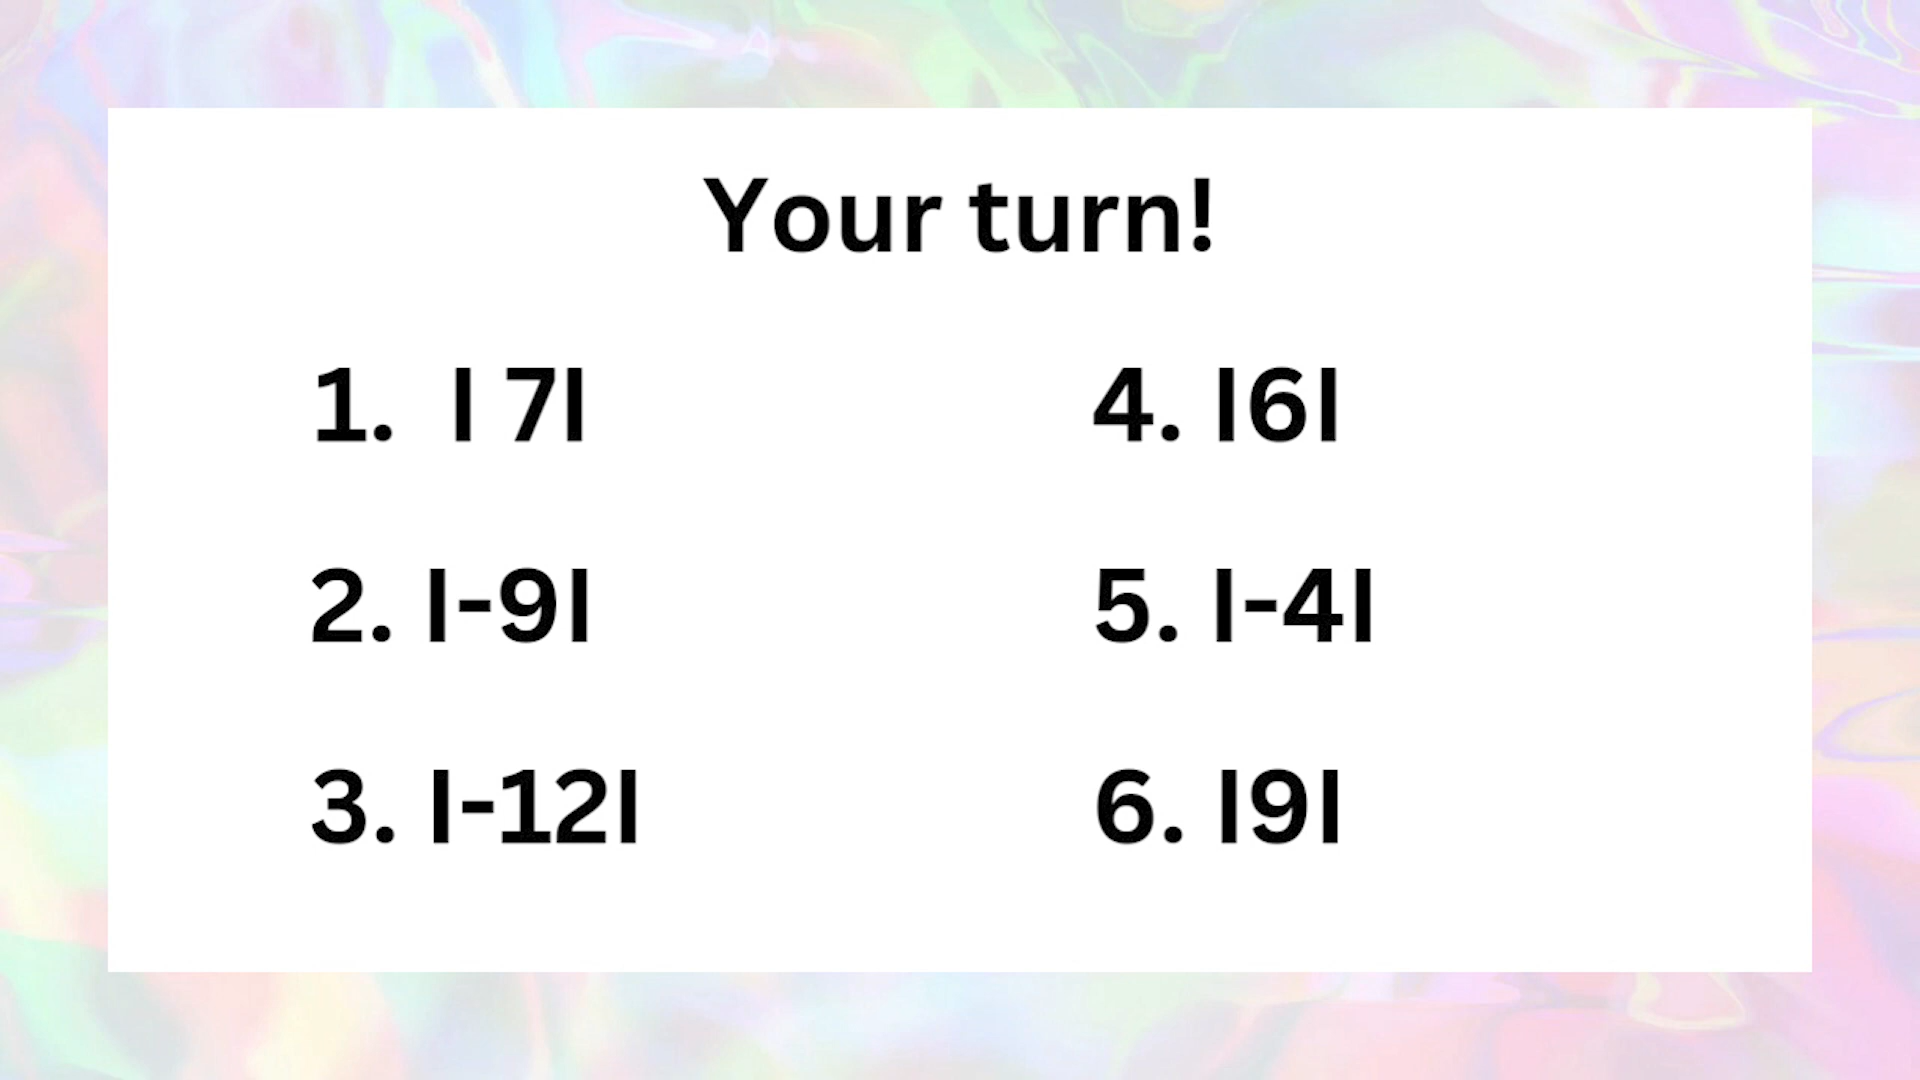 Your turn!
1. | 7|
2. |-9|
3. |-12|
4. |6|
5. |-4|
6. |9|